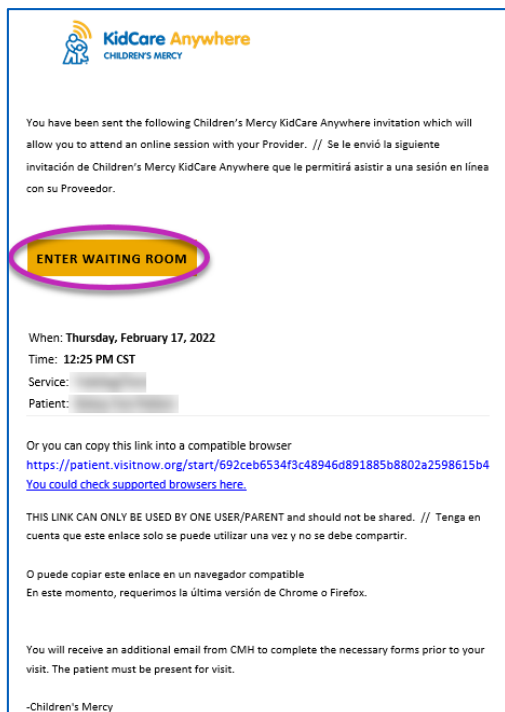 KidCare Anywhere
CHILDREN'S MERCY
You have been sent the following Children's Mercy KidCare Anywhere invitation which will
allow you to attend an online session with your Provider. // Se le envió la siguiente
invitación de Children's Mercy KidCare Anywhere que le permitirá asistir a una sesión en línea
con su Proveedor.
ENTER WAITING ROOM
When: Thursday, February 17, 2022
Time: 12:25 PM CST
Service:
Patient:
Or you can copy this link into a compatible browser
https://patient.visitnow.org/start/692ceb6534f3c48946d891885b8802a2598615b4
You could check supported browsers here.
THIS LINK CAN ONLY BE USED BY ONE USER/PARENT and should not be shared. // Tenga en
cuenta que este enlace solo se puede utilizar una vez y no se debe compartir.
O puede copiar este enlace en un navegador compatible
En este momento, requerimos la última versión de Chrome o Firefox.
You will receive an additional email from CMH to complete the necessary forms prior to your
visit. The patient must be present for visit.
-Children's Mercy